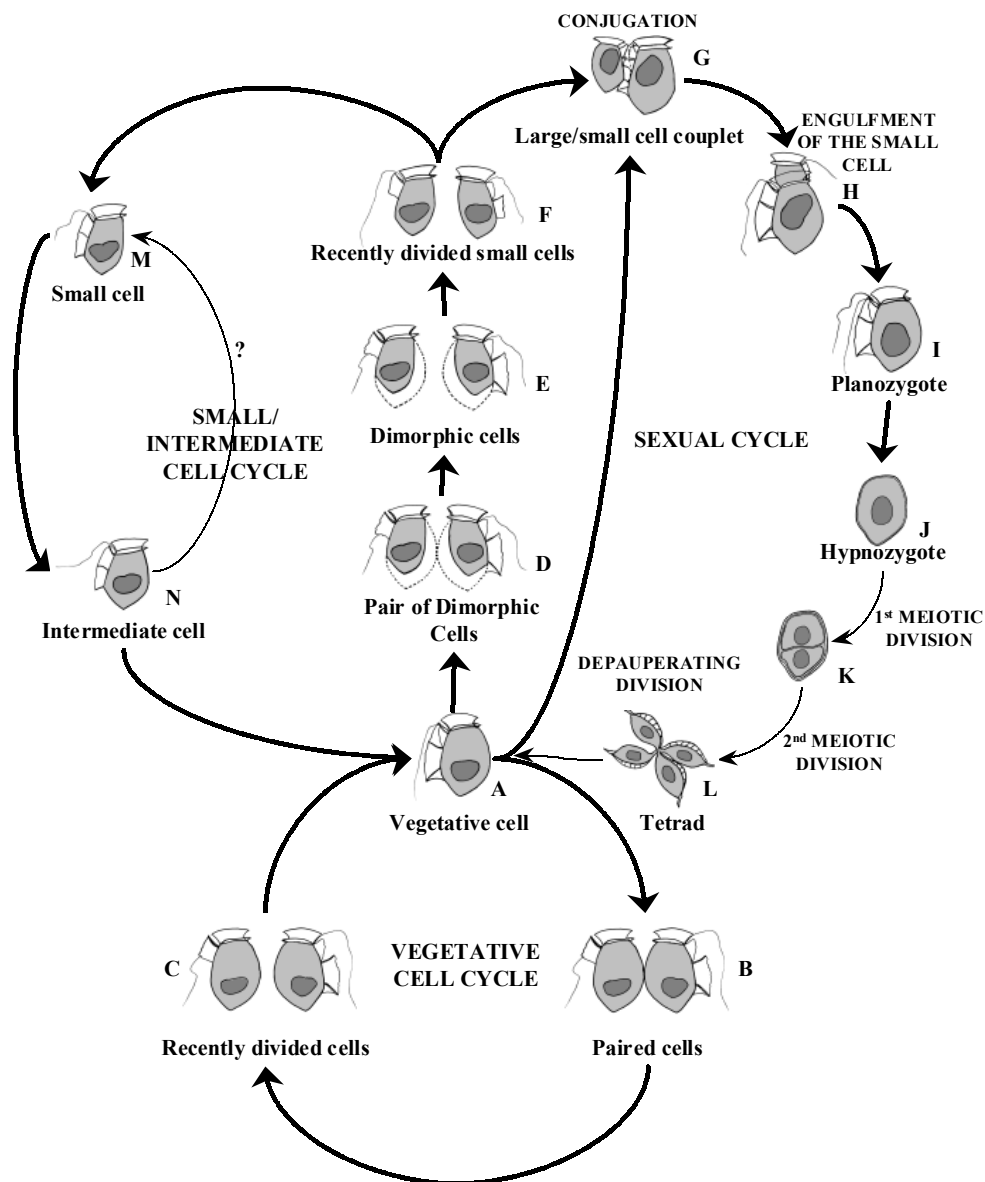 CONJUGATION
G
Large/small cell couplet
ENGULFMENT
OF THE SMALL
CELL
H
F
Recently divided small cells
M
Small cell
I
Planozygote
?
E
Dimorphic cells
SMALL/
INTERMEDIATE
CELL CYCLE
SEXUAL CYCLE
J
Hypnozygote
D
Pair of Dimorphic
Cells
N
Intermediate cell
1st MEIOTIC
DIVISION
K
DEPAUPERATING
DIVISION
2nd MEIOTIC
DIVISION
A
Vegetative cell
L
Tetrad
C
VEGETATIVE
CELL CYCLE
B
Recently divided cells
Paired cells